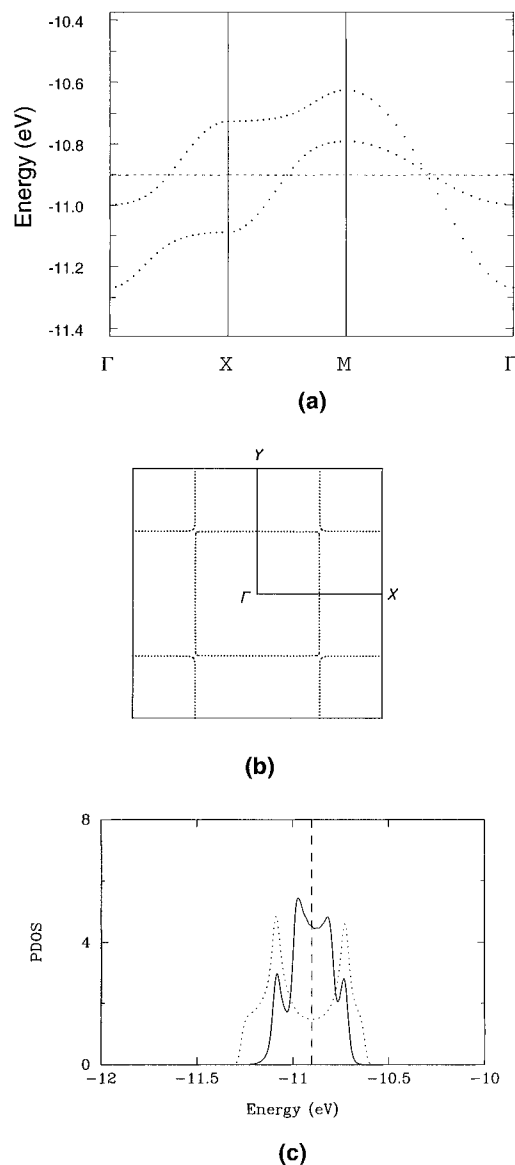 -10.4
-10.6
-10.8
-11.0
-11.2
-11.4
Energy (eV)
Γ X M Γ
(a)
Y
Γ X
(b)
8
4
0
PDOS
-12 -11.5 -11 -10.5 -10
Energy (eV)
(c)